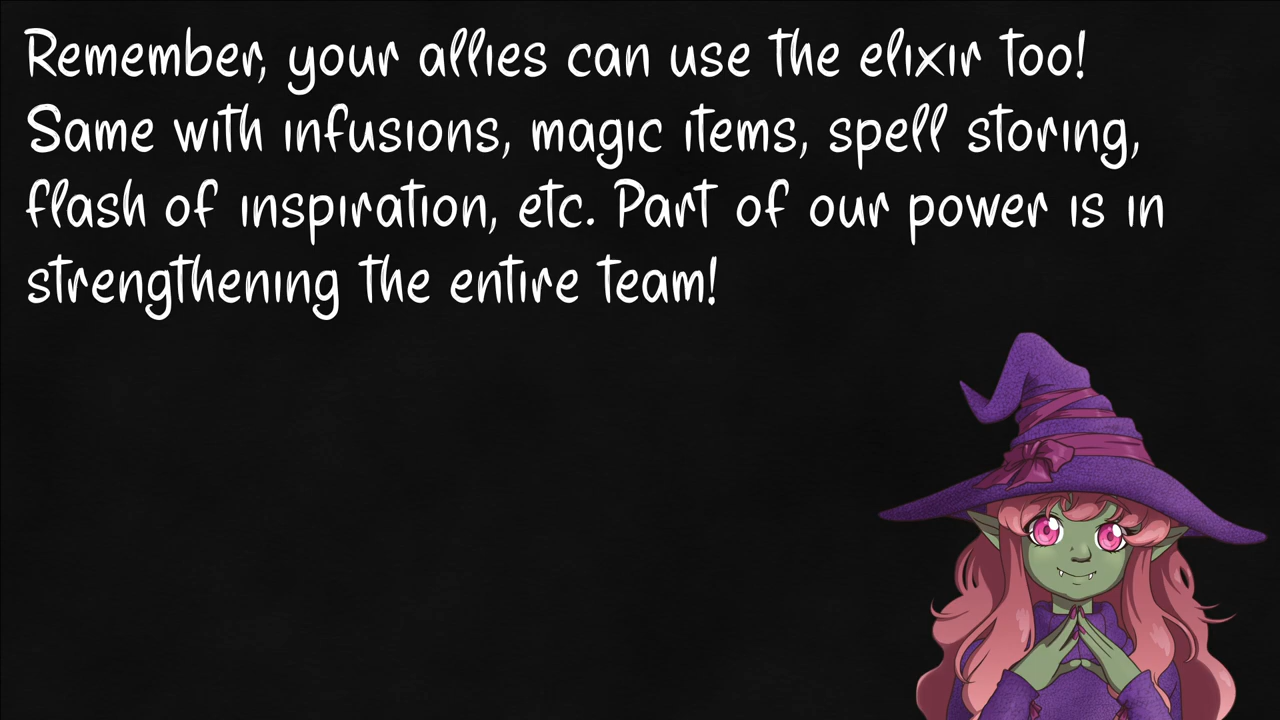 Remember, your allies can use the elixir too!
Same with infusions, magic items, spell storing,
flash of inspiration, etc. Part of our power is in
strengthening the entire team!